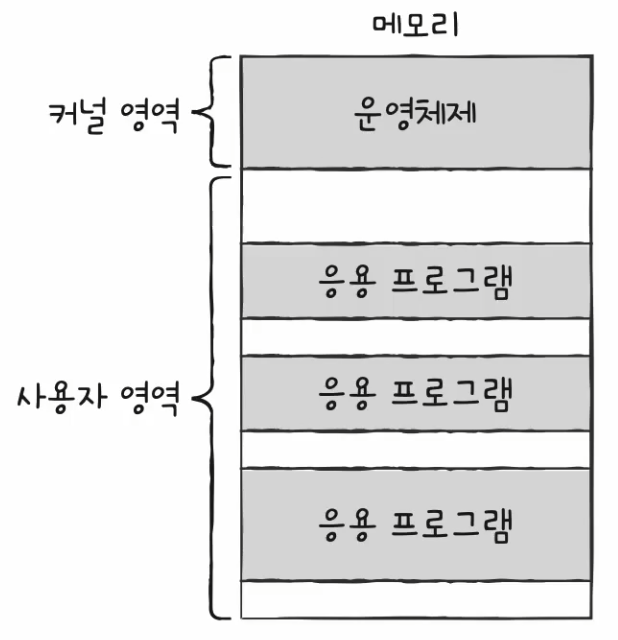 메모리
커널 영역
운영체제
응용 프로그램
응용 프로그램
사용자 영역
응용 프로그램